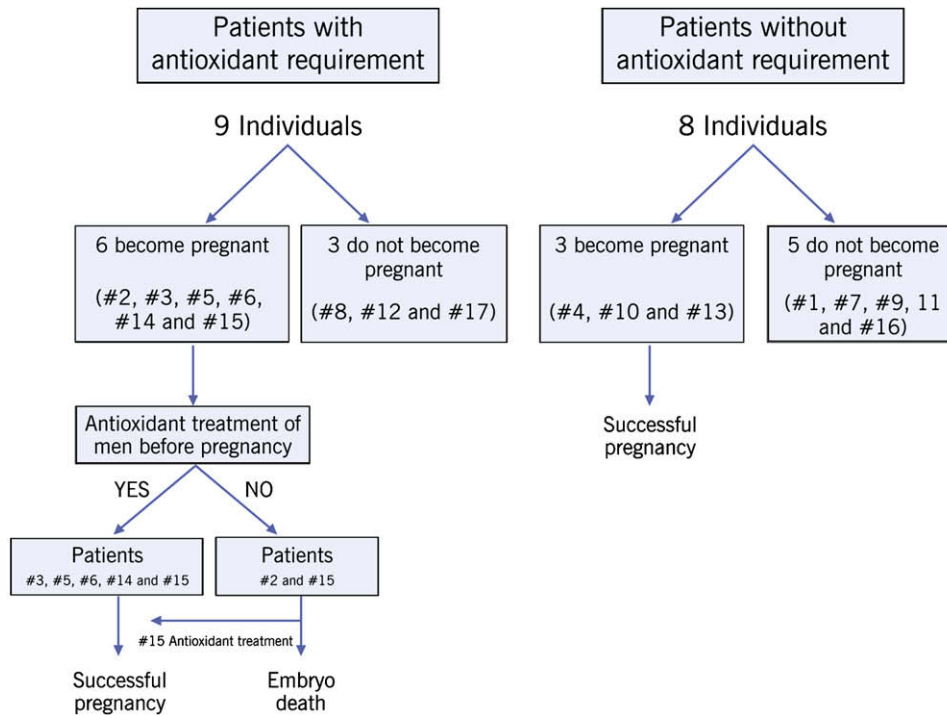 Patients with
antioxidant requirement
9 Individuals
6 become pregnant
(#2, #3, #5, #6,
#14 and #15)
3 do not become
pregnant
(#8, #12 and #17)
Antioxidant treatment of
men before pregnancy
YES
NO
Patients
#3, #5, #6, #14 and #15
Patients
#2 and #15
#15 Antioxidant treatment
Successful
pregnancy
Embryo
death
Patients without
antioxidant requirement
8 Individuals
3 become pregnant
(#4, #10 and #13)
5 do not become
pregnant
(#1, #7, #9, 11
and #16)
Successful
pregnancy